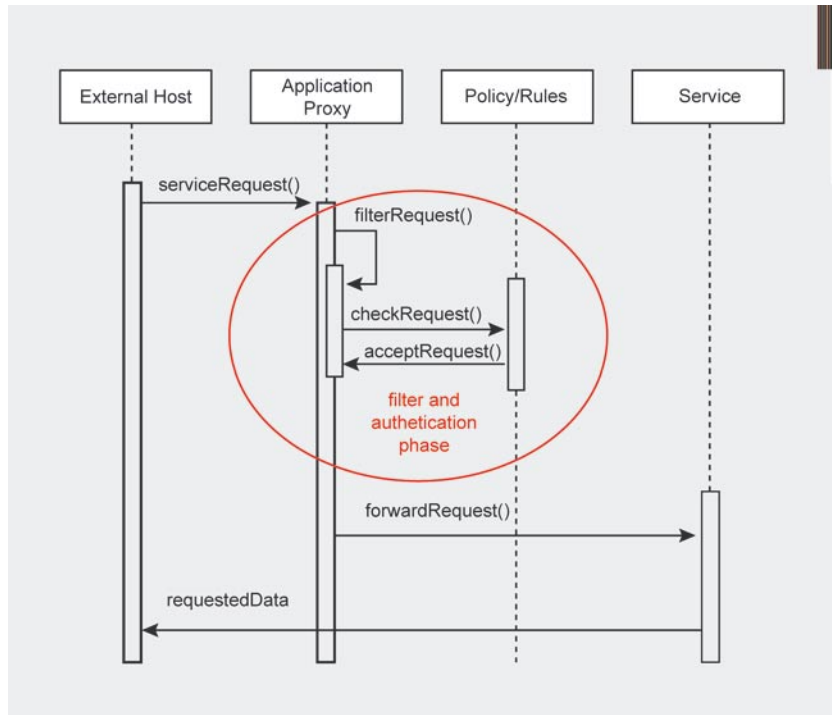 External Host
Application
Proxy
Policy/Rules
Service
serviceRequest()
filterRequest()
checkRequest()
acceptRequest()
filter and
authetication
phase
forwardRequest()
requestedData